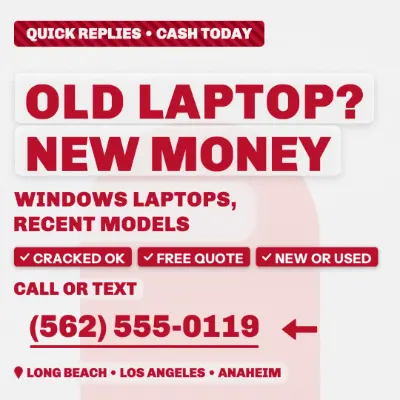 QUICK REPLIES • CASH TODAY
OLD LAPTOP?
NEW MONEY
WINDOWS LAPTOPS,
RECENT MODELS
✓ CRACKED OK ✓ FREE QUOTE ✓ NEW OR USED
CALL OR TEXT
(562) 555-0119
LONG BEACH • LOS ANGELES • ANAHEIM